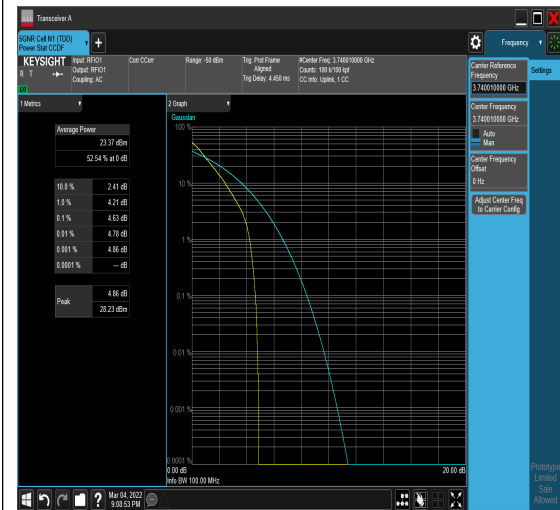 Transceiver A
5GNR Cell N1 (TDD)
Power Stat CCDF
Frequency
KEYSIGHT
R T
Input: RFIO1
Output: RFIO1
Coupling: AC
Corr CCorr
Range: -50 dBm
Trig: Prot Frame
Aligned
Trig Delay: 4.450 ms
#Center Freq: 3.740010000 GHz
Counts: 100 k/100 kpt
CC Info: Uplink, 1 CC
1 Metrics
Average Power
23.37 dBm
52.54 % at 0 dB
10.0 % 2.41 dB
1.0 % 4.21 dB
0.1 % 4.63 dB
0.01 % 4.78 dB
0.001 % 4.86 dB
0.0001 % --- dB
Peak
4.86 dB
28.23 dBm
2 Graph
Gaussian
100 %
10 %
1 %
0.1 %
0.01 %
0.001 %
0.0001 %
0.00 dB
20.00 dB
Info BW 100.00 MHz
Carrier Reference
Frequency
3.740010000 GHz
Center Frequency
3.740010000 GHz
Auto
Man
Center Frequency
Offset
0 Hz
Adjust Center Freq
to Carrier Config
Settings
Prototype
Limited
Sale
Allowed
?
Mar 04, 2022
9:08:53 PM